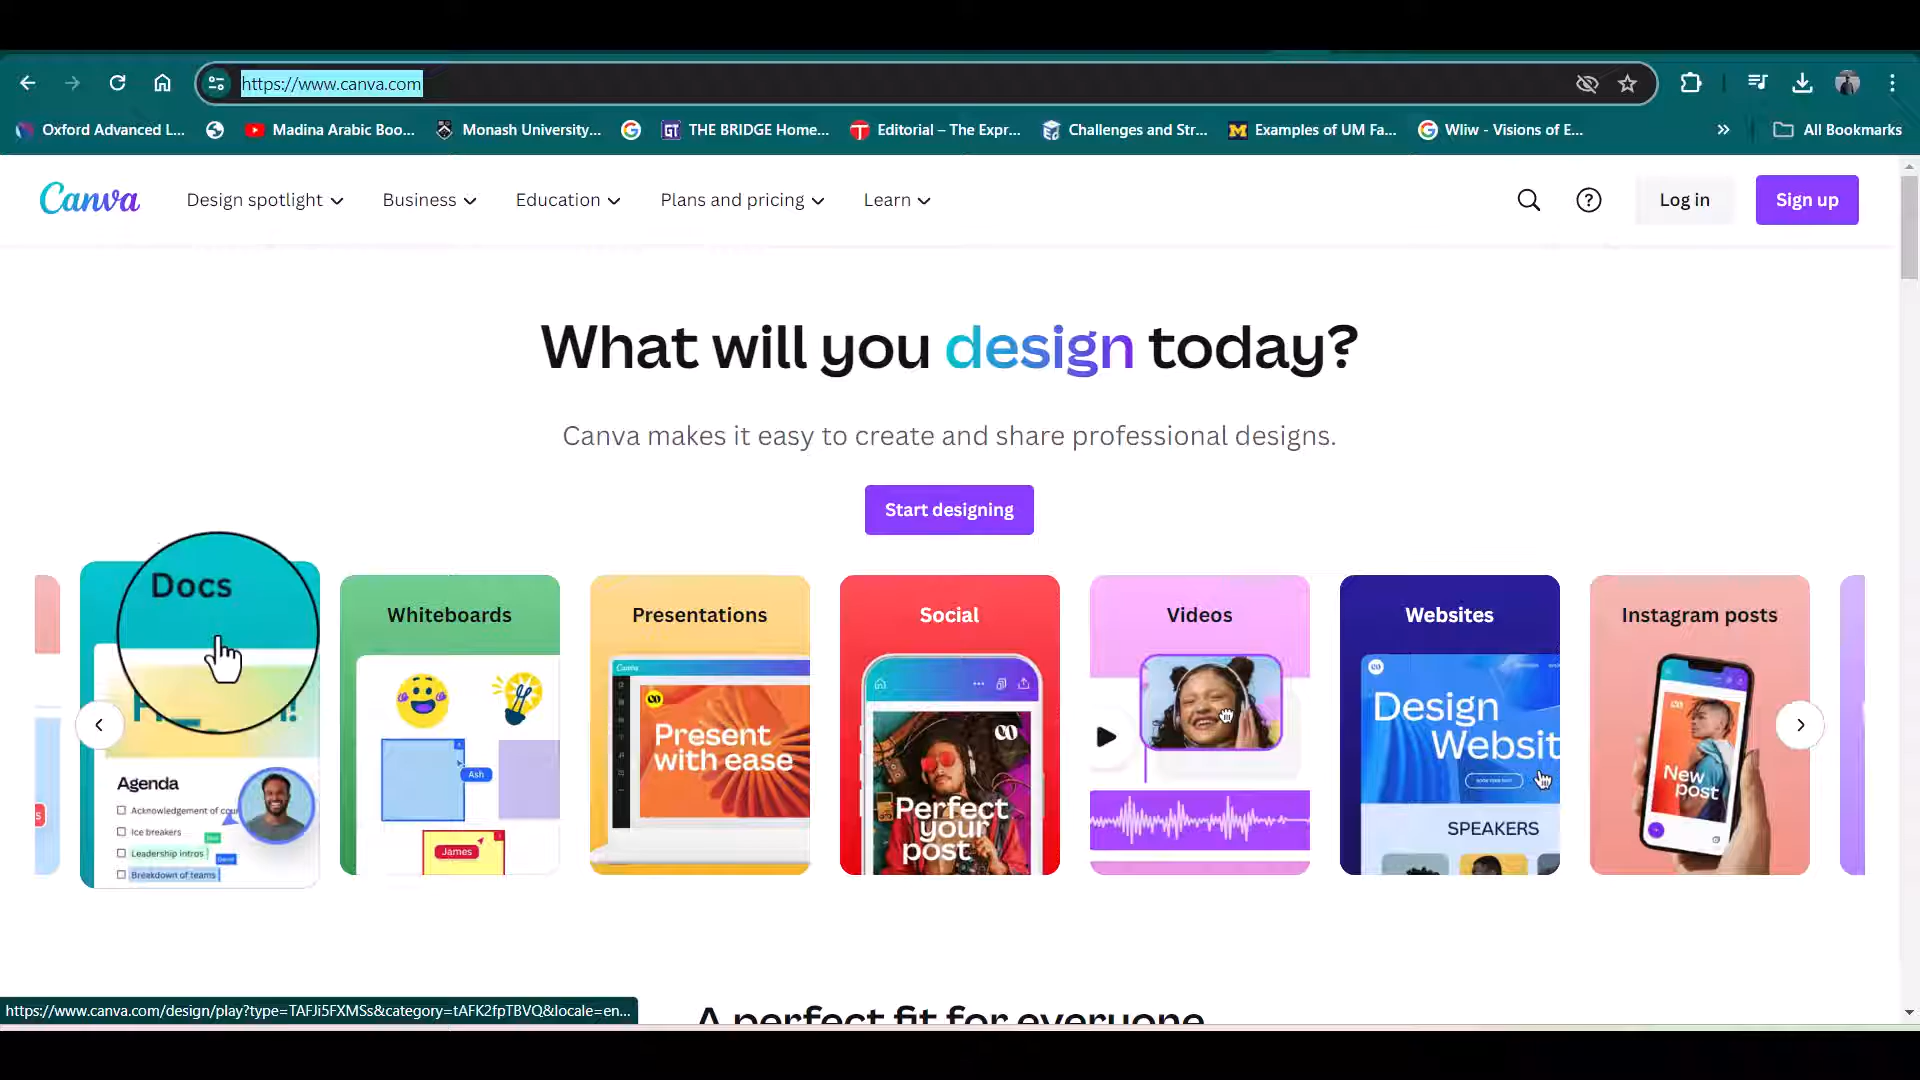 https://www.canva.com
Oxford Advanced L... Madina Arabic Boo... Monash University... THE BRIDGE Home... Editorial – The Expr... Challenges and Str... Examples of UM Fa... Wliw - Visions of E... All Bookmarks
Canva Design spotlight Business Education Plans and pricing Learn Log in Sign up
What will you design today?
Canva makes it easy to create and share professional designs.
Start designing
Docs
Agenda
Ice breakers
Leadership intros
Breakdown of teams
Whiteboards
Ash
James
Presentations
Canva
Present
with ease
Social
Perfect
your
post
Videos
Websites
Design
Websit
SPEAKERS
Instagram posts
New
post
https://www.canva.com/design/play?type=TAFJi5FXMSs&category=tAFK2fpTBVQ&locale=en...
A perfect fit for everyone